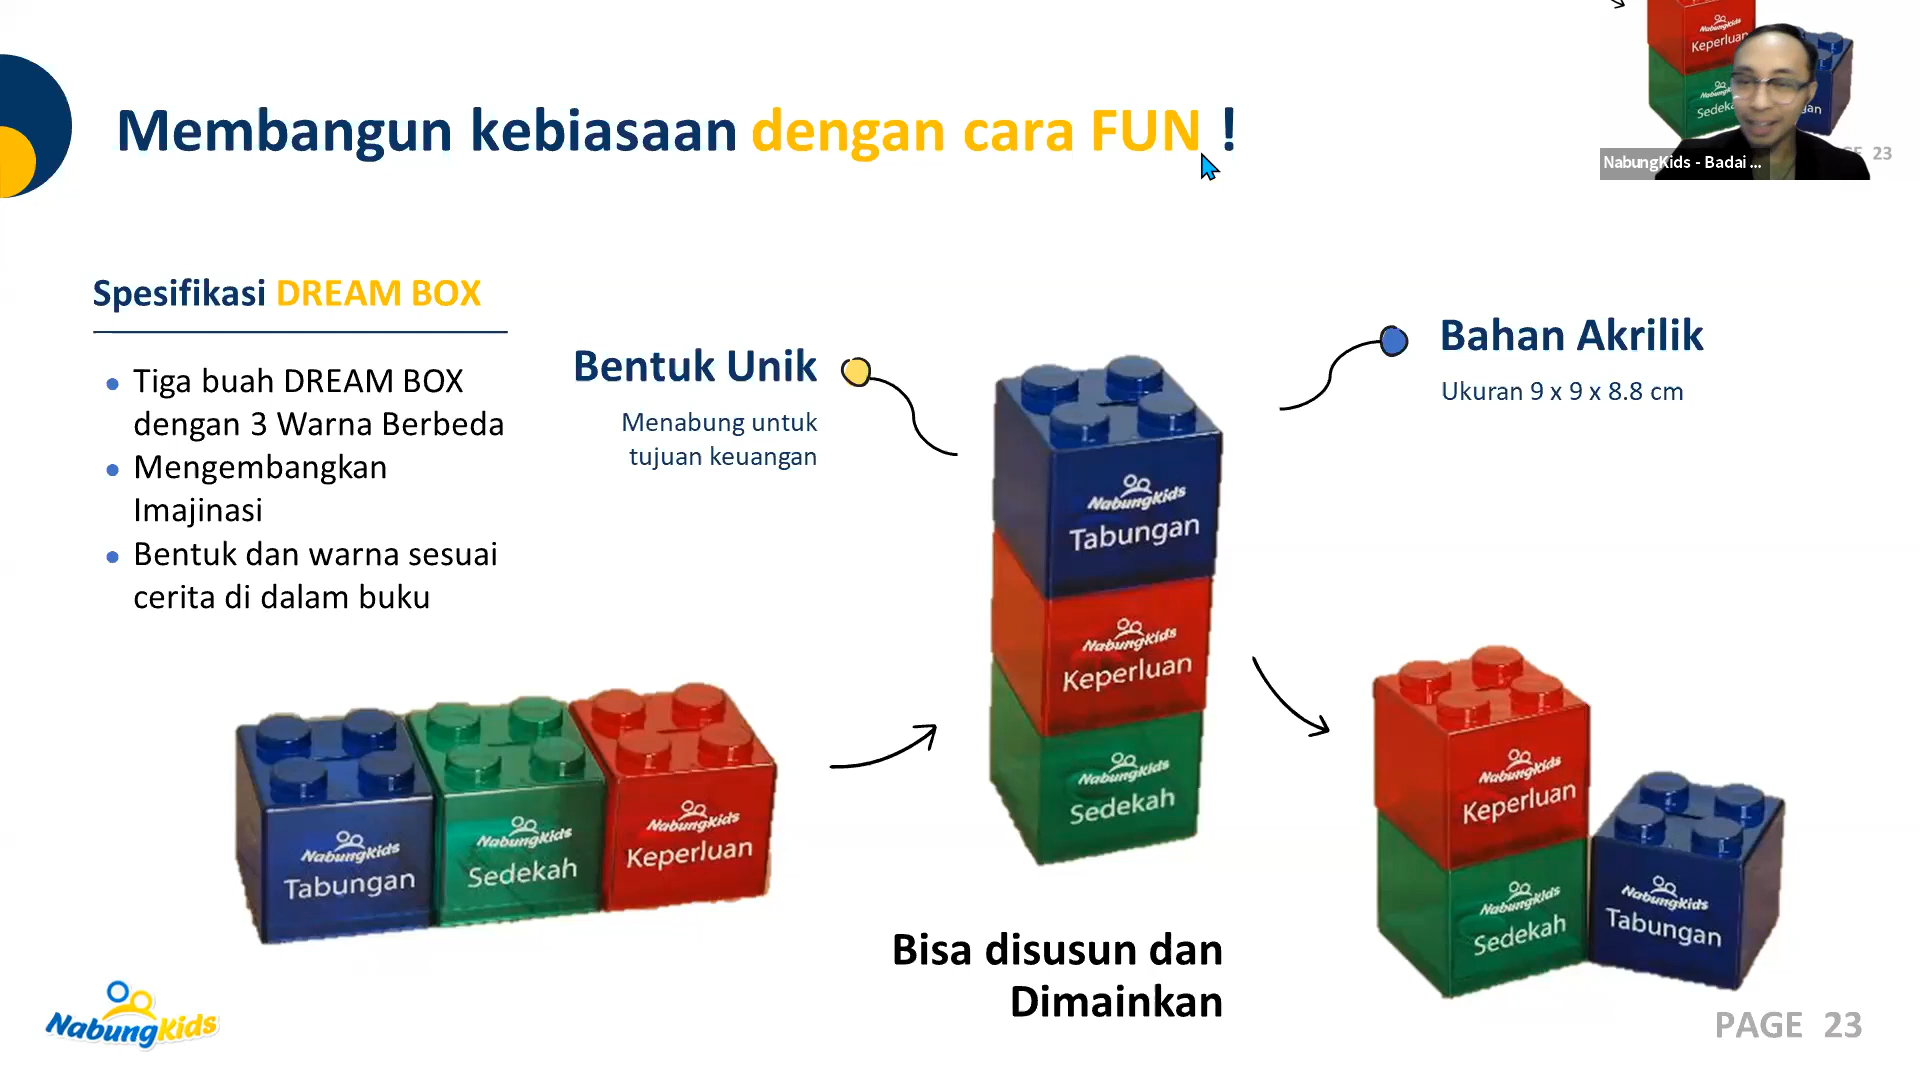 Membangun kebiasaan dengan cara FUN !
Keperluan
NabungKids - Badai ...
23
Spesifikasi DREAM BOX
Tiga buah DREAM BOX
dengan 3 Warna Berbeda
Mengembangkan
Imajinasi
Bentuk dan warna sesuai
cerita di dalam buku
Bentuk Unik
Menabung untuk
tujuan keuangan
Bahan Akrilik
Ukuran 9 x 9 x 8.8 cm
NabungKids
Tabungan
NabungKids
Keperluan
NabungKids
Sedekah
NabungKids
Tabungan
NabungKids
Sedekah
NabungKids
Keperluan
NabungKids
Keperluan
NabungKids
Sedekah
NabungKids
Tabungan
Bisa disusun dan
Dimainkan
NabungKids
PAGE 23